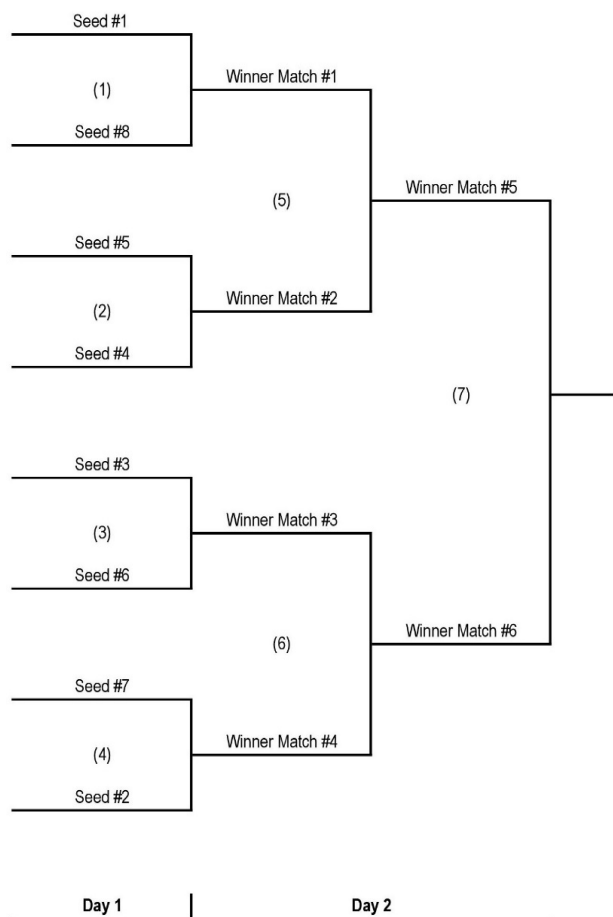 Seed #1
(1)
Winner Match #1
Seed #8
(5)
Winner Match #5
Seed #5
(2)
Winner Match #2
Seed #4
(7)
Seed #3
(3)
Winner Match #3
Seed #6
(6)
Winner Match #6
Seed #7
(4)
Winner Match #4
Seed #2
Day 1
Day 2